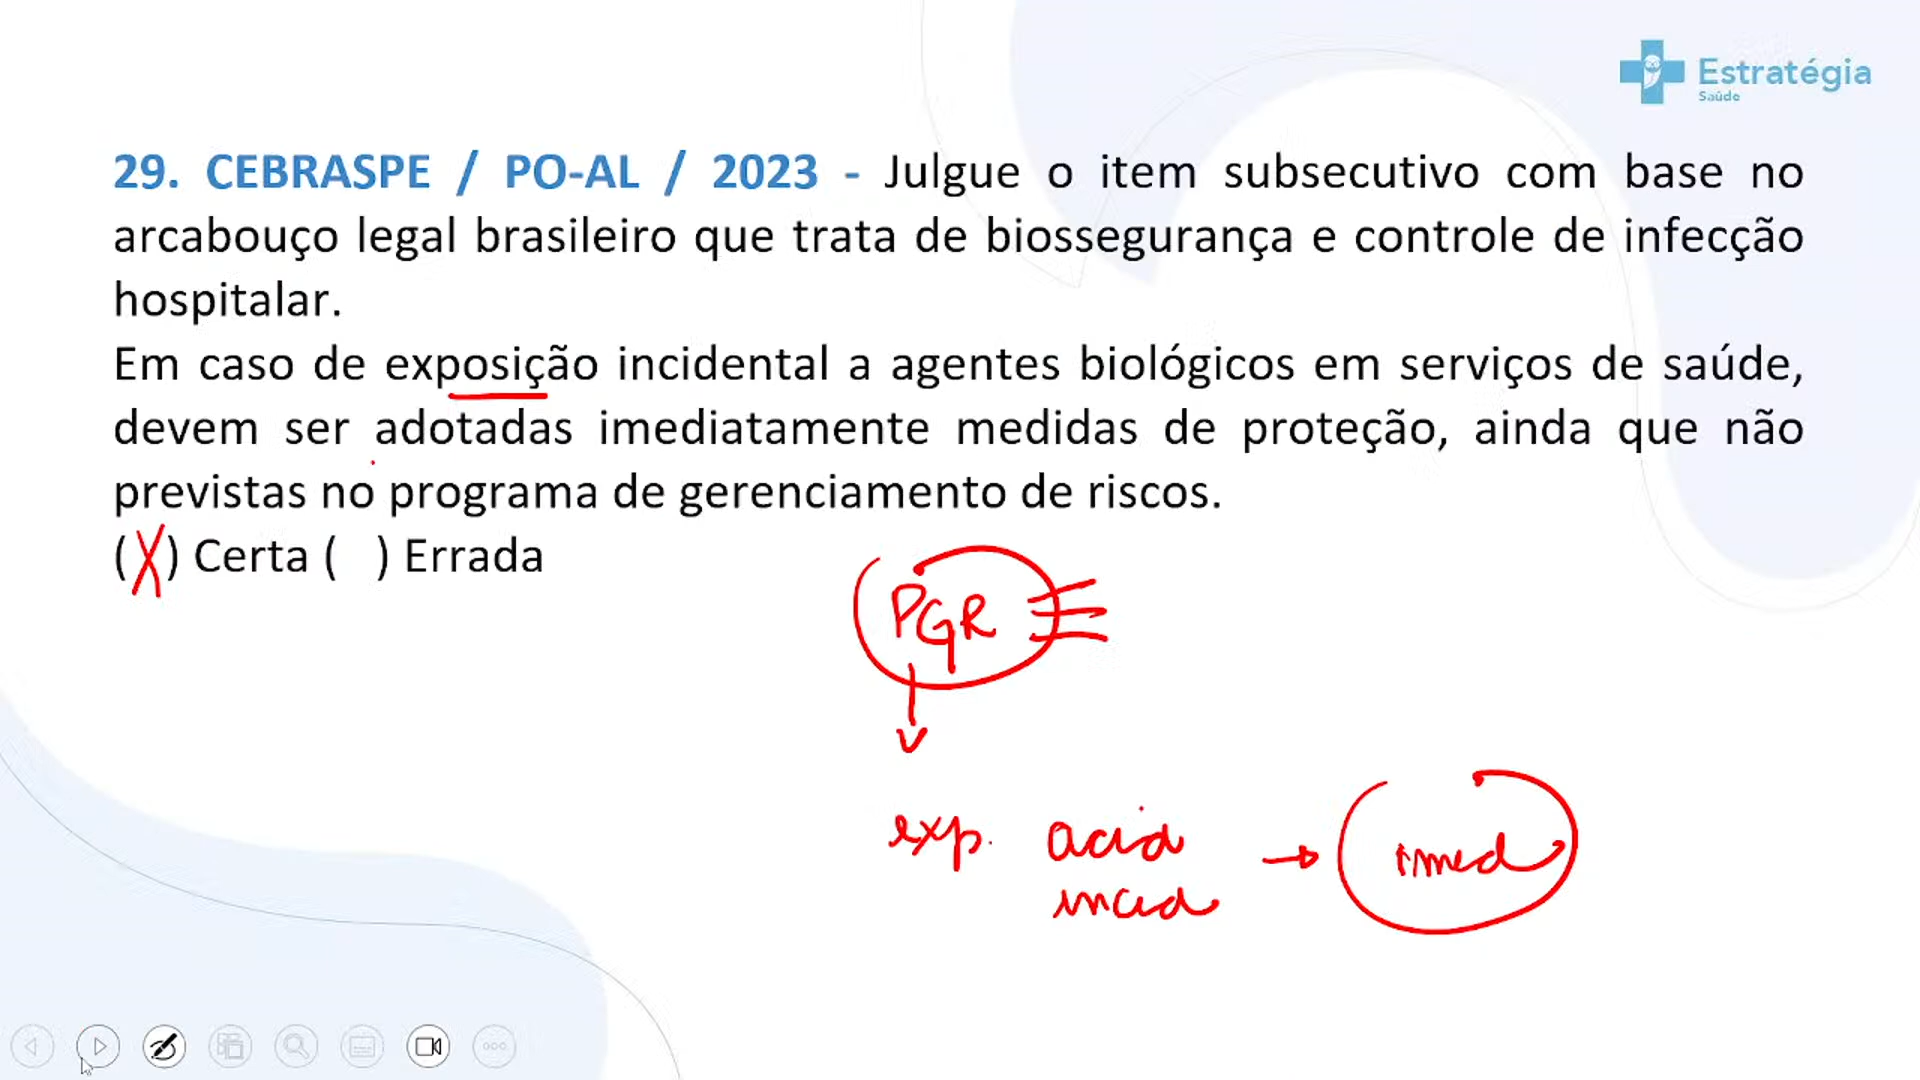 Estratégia
Saúde
29. CEBRASPE / PO-AL / 2023 - Julgue o item subsecutivo com base no
arcabouço legal brasileiro que trata de biossegurança e controle de infecção
hospitalar.
Em caso de exposição incidental a agentes biológicos em serviços de saúde,
devem ser adotadas imediatamente medidas de proteção, ainda que não
previstas no programa de gerenciamento de riscos.
(X) Certa ( ) Errada
PGR
exp. acid → imed
incid